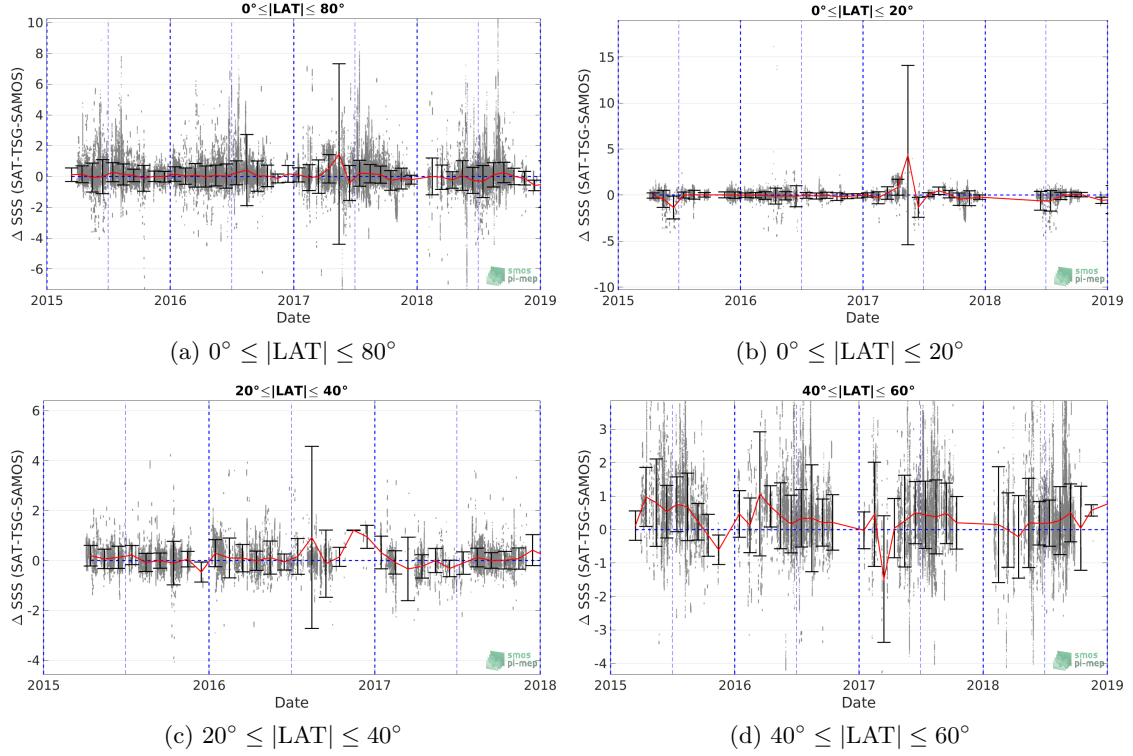 0°≤|LAT|≤ 80°
Δ SSS (SAT-TSG-SAMOS)
10
8
6
4
2
0
-2
-4
-6
2015
2016
2017
2018
2019
Date
smos
pi-mep
(a) 0° ≤ |LAT| ≤ 80°
0°≤|LAT|≤ 20°
Δ SSS (SAT-TSG-SAMOS)
15
10
5
0
-5
-10
2015
2016
2017
2018
2019
Date
smos
pi-mep
(b) 0° ≤ |LAT| ≤ 20°
20°≤|LAT|≤ 40°
Δ SSS (SAT-TSG-SAMOS)
6
4
2
0
-2
-4
2015
2016
2017
2018
Date
smos
pi-mep
(c) 20° ≤ |LAT| ≤ 40°
40°≤|LAT|≤ 60°
Δ SSS (SAT-TSG-SAMOS)
3
2
1
0
-1
-2
-3
-4
2015
2016
2017
2018
2019
Date
smos
pi-mep
(d) 40° ≤ |LAT| ≤ 60°